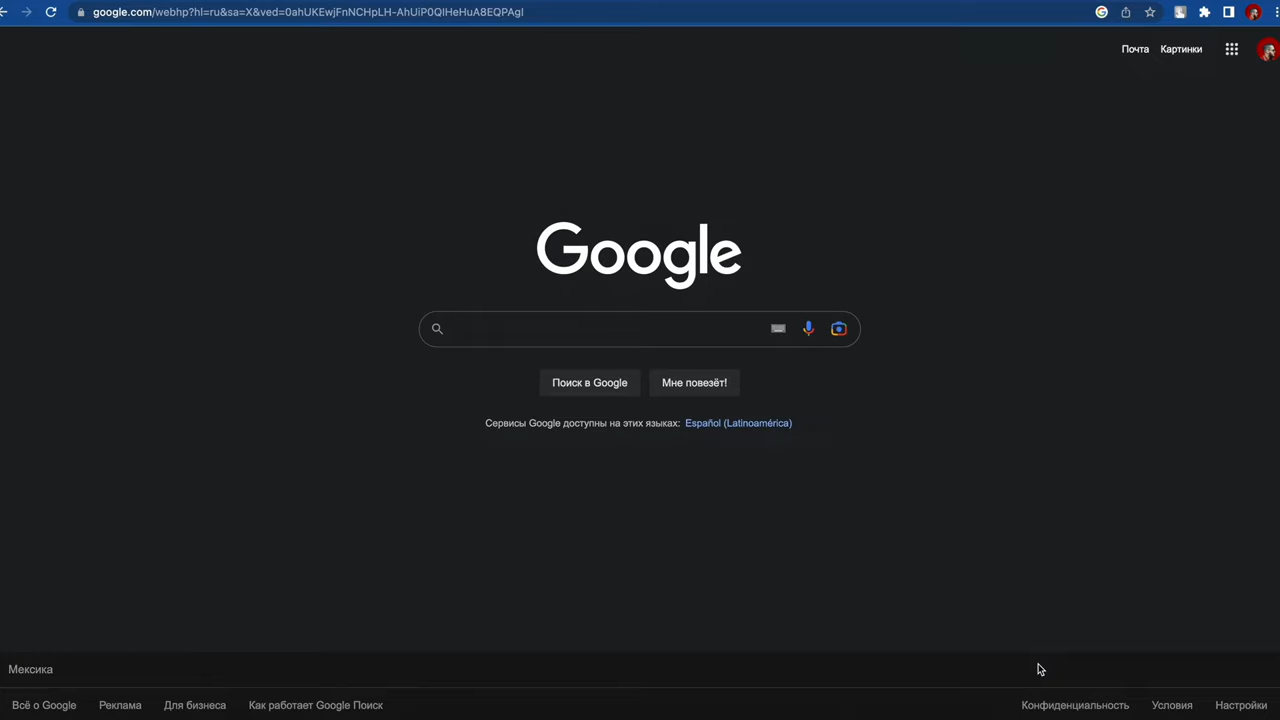 google.com/webhp?hl=ru&sa=X&ved=0ahUKEwjFnNCHpLH-AhUiP0QIHeHuA8EQPAgI
Почта Картинки
Google
Поиск в Google Мне повезёт!
Сервисы Google доступны на этих языках: Español (Latinoamérica)
Мексика
Всё о Google Реклама Для бизнеса Как работает Google Поиск Конфиденциальность Условия Настройки